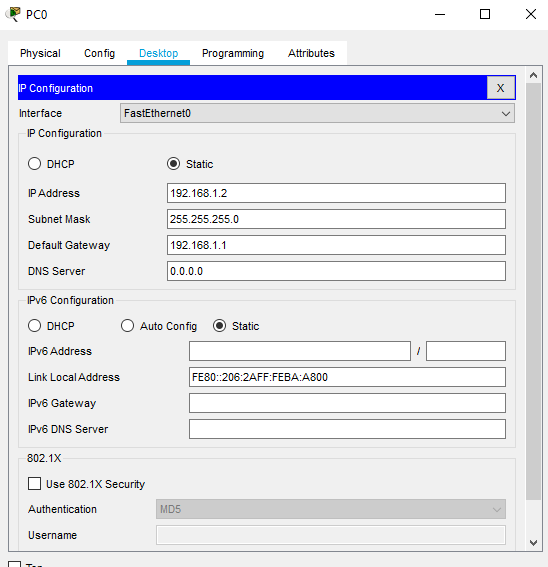 PC0
Physical Config Desktop Programming Attributes
IP Configuration X
Interface FastEthernet0
IP Configuration
DHCP Static
IP Address 192.168.1.2
Subnet Mask 255.255.255.0
Default Gateway 192.168.1.1
DNS Server 0.0.0.0
IPv6 Configuration
DHCP Auto Config Static
IPv6 Address /
Link Local Address FE80::206:2AFF:FEBA:A800
IPv6 Gateway
IPv6 DNS Server
802.1X
Use 802.1X Security
Authentication MD5
Username
Top